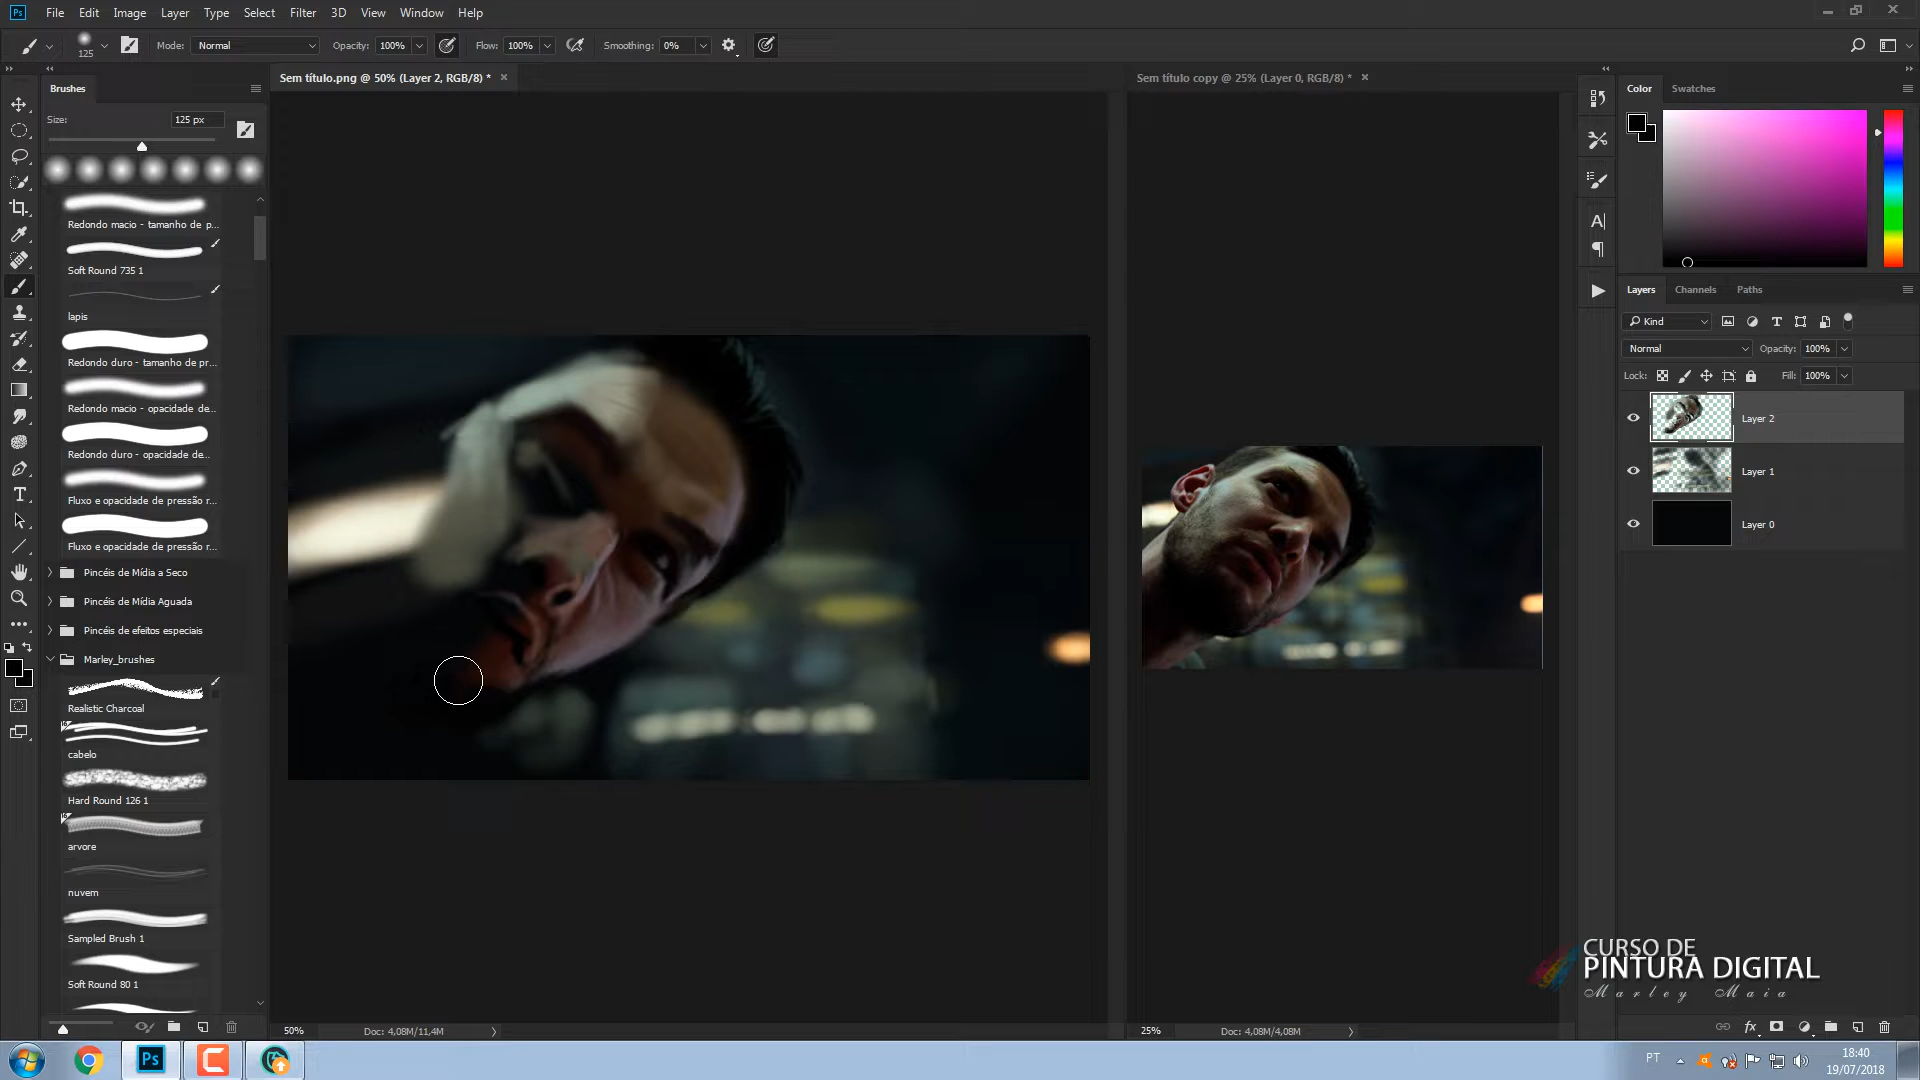 Ps File Edit Image Layer Type Select Filter 3D View Window Help
125 Mode: Normal Opacity: 100% Flow: 100% Smoothing: 0%
Brushes
Size: 125 px
Redondo macio - tamanho de p...
Soft Round 735 1
lapis
Redondo duro - tamanho de pr...
Redondo macio - opacidade de...
Redondo duro - opacidade de...
Fluxo e opacidade de pressão r...
Fluxo e opacidade de pressão r...
Pincéis de Mídia a Seco
Pincéis de Mídia Aguada
Pincéis de efeitos especiais
Marley_brushes
Realistic Charcoal
cabelo
Hard Round 126 1
arvore
nuvem
Sampled Brush 1
Soft Round 80 1
Sem título.png @ 50% (Layer 2, RGB/8) *
50% Doc: 4,08M/11,4M
Sem título copy @ 25% (Layer 0, RGB/8) *
25% Doc: 4,08M/4,08M
Color Swatches
Layers Channels Paths
Kind
Normal Opacity: 100%
Lock: Fill: 100%
Layer 2
Layer 1
Layer 0
CURSO DE
PINTURA DIGITAL
Marley Maia
Ps
PT
18:40
19/07/2018